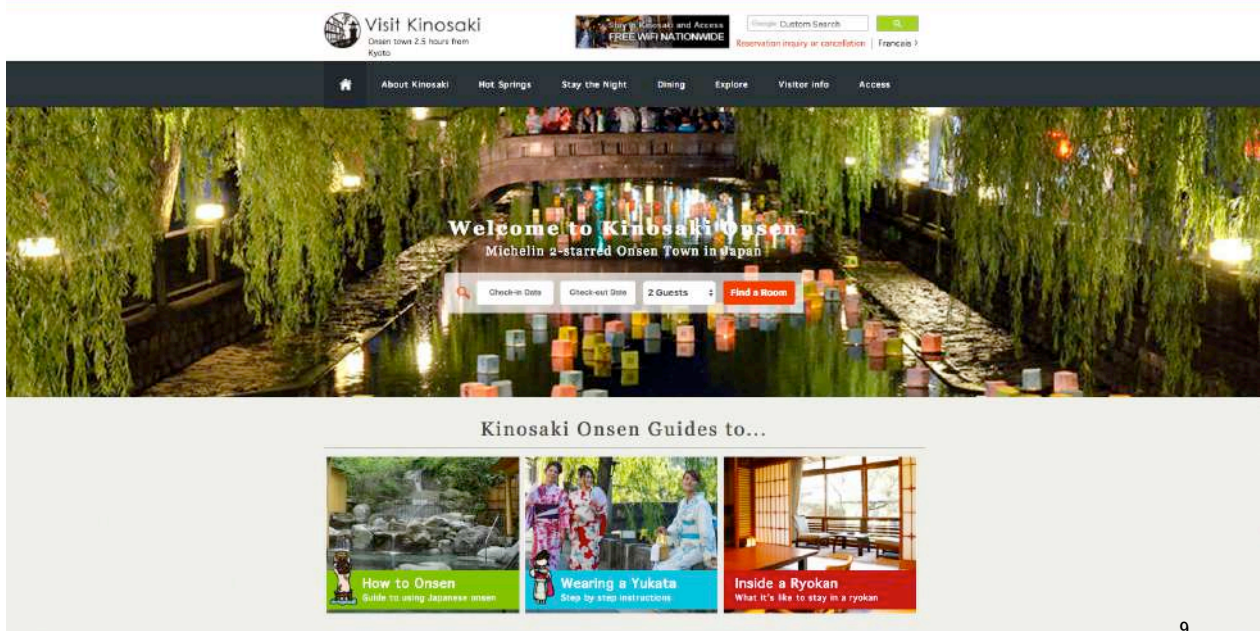 Visit Kinosaki
Onsen town 2.5 hours from
Kyoto
Stay in Kinosaki and Access
FREE WiFi NATIONWIDE
Google Custom Search
Reservation inquiry or cancellation | Francais >
About Kinosaki Hot Springs Stay the Night Dining Explore Visitor info Access
Welcome to Kinosaki Onsen
Michelin 2-starred Onsen Town in Japan
Check-in Date Check-out Date 2 Guests Find a Room
Kinosaki Onsen Guides to...
How to Onsen
Guide to using Japanese onsen
Wearing a Yukata
Step by step instructions
Inside a Ryokan
What it's like to stay in a ryokan
9